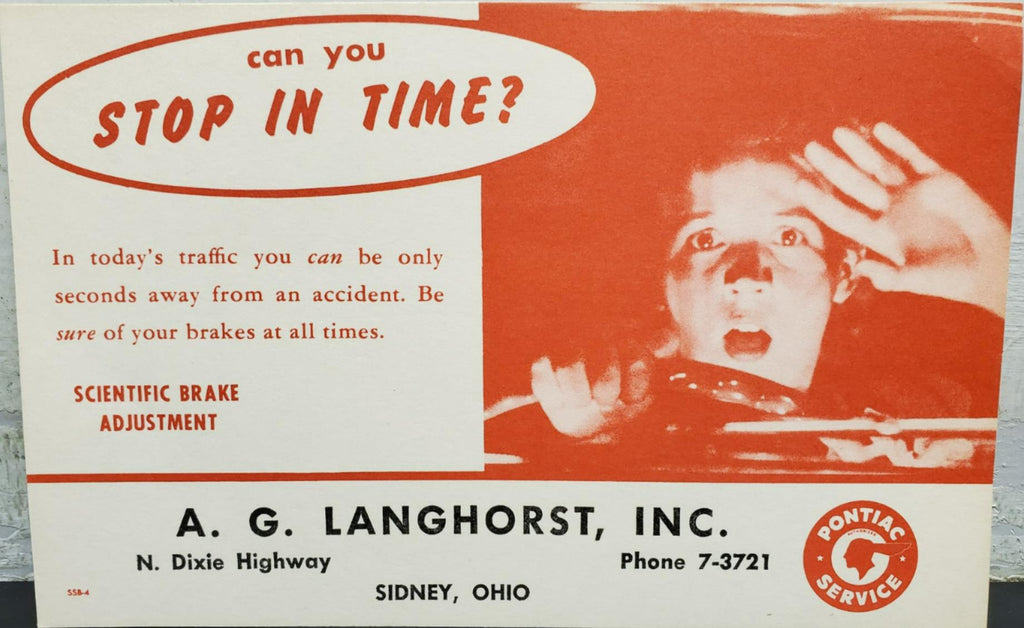 can you
STOP IN TIME?
In today's traffic you can be only
seconds away from an accident. Be
sure of your brakes at all times.
SCIENTIFIC BRAKE
ADJUSTMENT
A. G. LANGHORST, INC.
N. Dixie Highway
Phone 7-3721
SIDNEY, OHIO
SSB-4
PONTIAC
AUTHORIZED
SERVICE